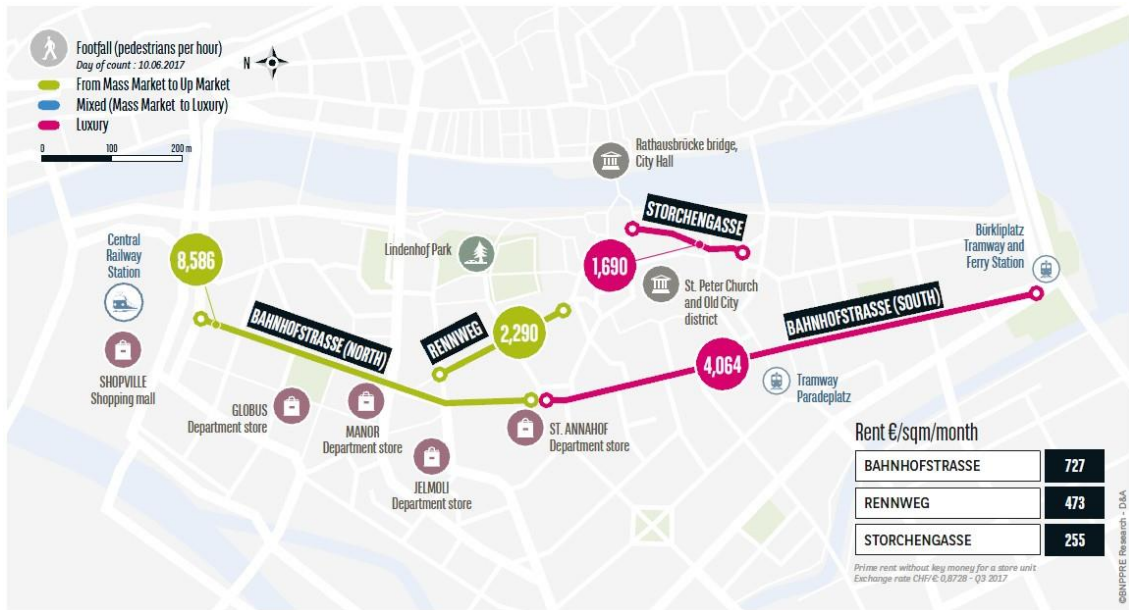 Footfall (pedestrians per hour)
Day of count : 10.06.2017
N
From Mass Market to Up Market
Mixed (Mass Market to Luxury)
Luxury
0 100 200 m
Rathausbrücke bridge,
City Hall
STORCHENGASSE
Central
Railway
Station
8,586
Lindenhof Park
1,690
Bürkliplatz
Tramway and
Ferry Station
St. Peter Church
and Old City
district
BAHNHOFSTRASSE (NORTH)
RENNWEG
2,290
BAHNHOFSTRASSE (SOUTH)
4,064
SHOPVILLE
Shopping mall
Tramway
Paradeplatz
GLOBUS
Department store
MANOR
Department store
ST. ANNAHOF
Department store
JELMOLI
Department store
Rent €/sqm/month
BAHNHOFSTRASSE 727
RENNWEG 473
STORCHENGASSE 255
Prime rent without key money for a store unit
Exchange rate CHF/€: 0,8728 - Q3 2017
©BNPPRE Research - D&A